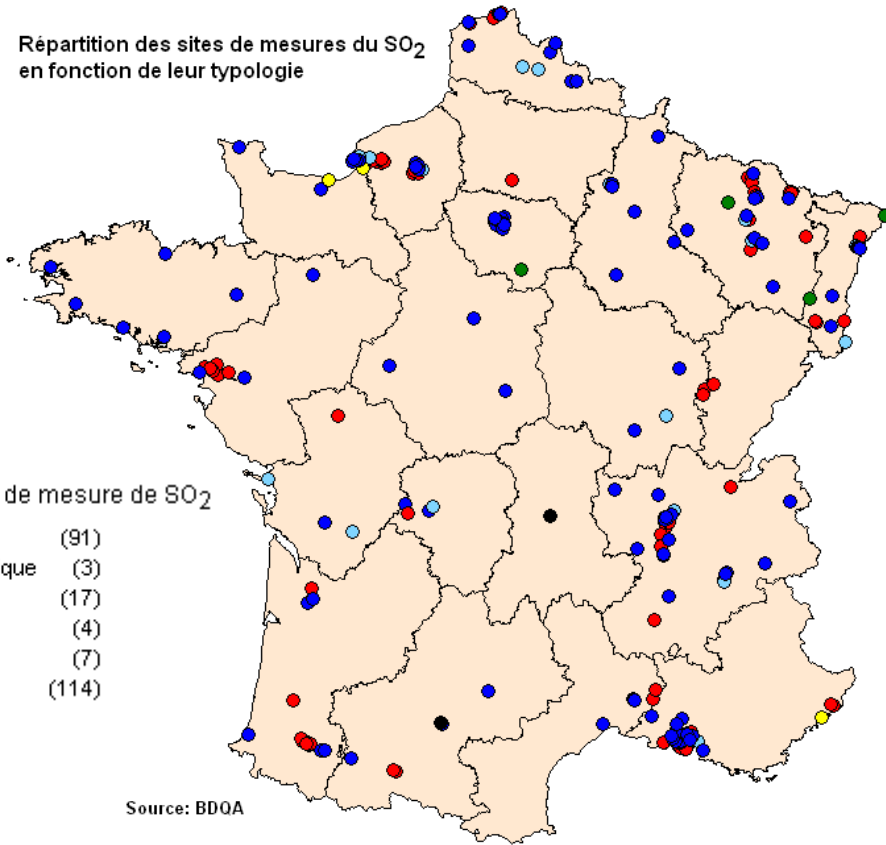 Répartition des sites de mesures du SO2
en fonction de leur typologie
de mesure de SO2
(91)
que (3)
(17)
(4)
(7)
(114)
Source: BDQA